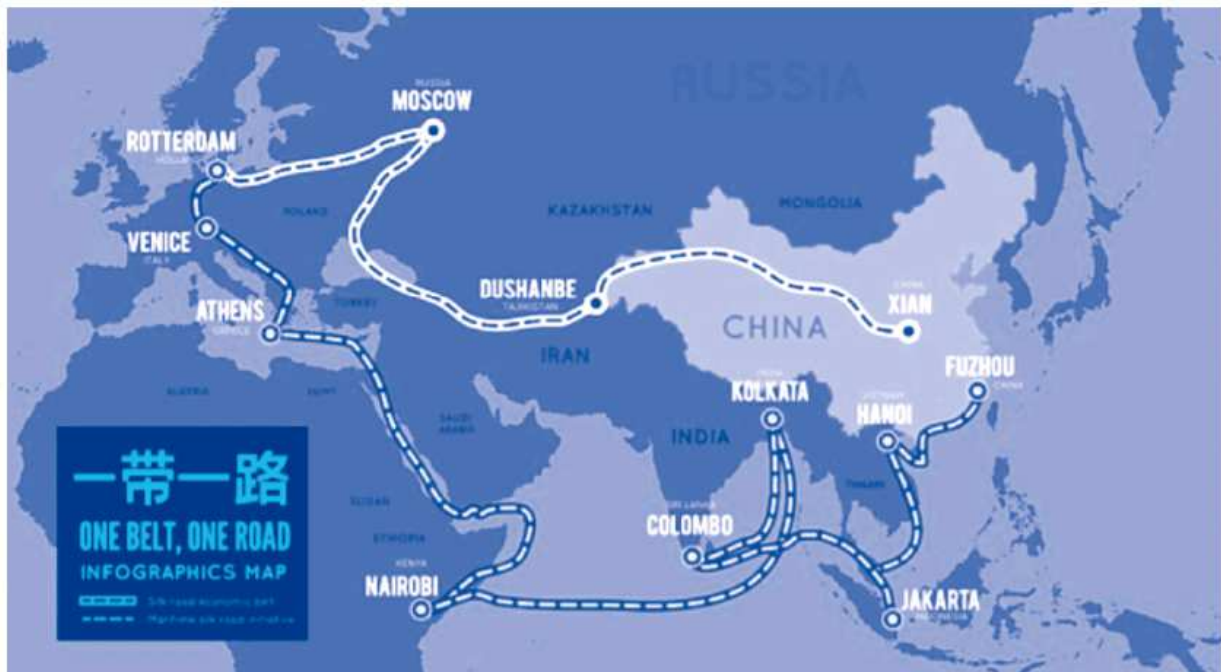 RUSSIA
RUSSIA
MOSCOW
ROTTERDAM
POLAND
KAZAKHSTAN
MONGOLIA
VENICE
ITALY
DUSHANBE
TAJIKISTAN
CHINA
XIAN
ATHENS
GREECE
TURKEY
CHINA
IRAN
ALGERIA
EGYPT
SAUDI
ARABIA
INDIA
KOLKATA
VIETNAM
HANOI
FUZHOU
CHINA
INDIA
THAILAND
SRI LANKA
COLOMBO
SUDAN
ETHIOPIA
KENYA
NAIROBI
JAKARTA
INDONESIA
一带一路
ONE BELT, ONE ROAD
INFOGRAPHICS MAP
Silk road economic belt
Maritime silk road initiative